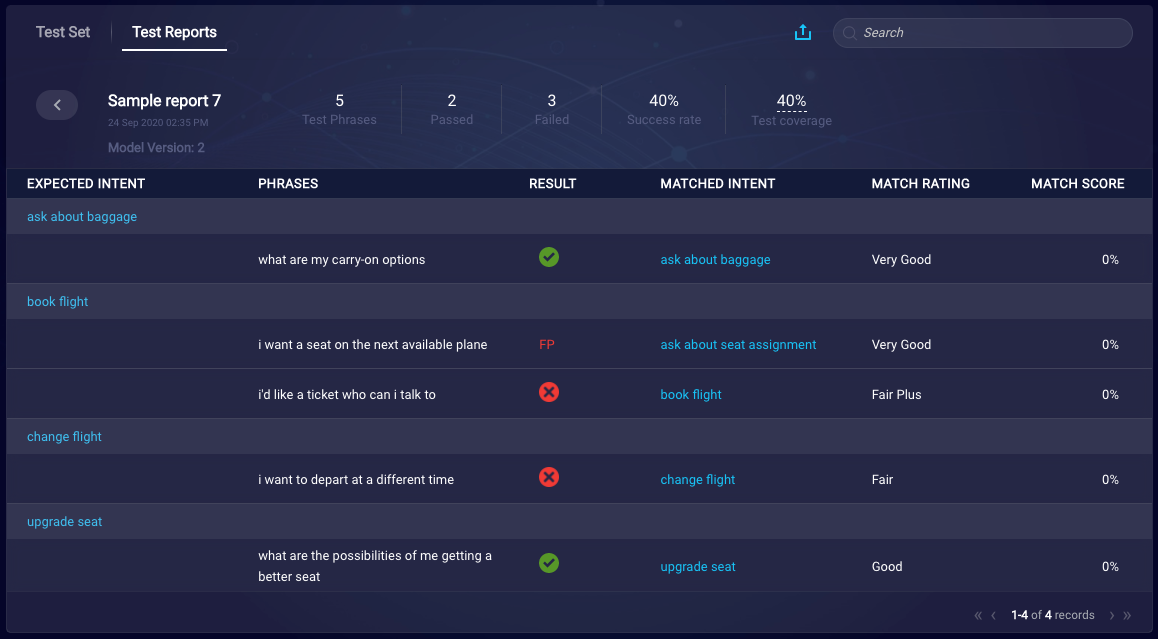 Test Set
Test Reports
Search
Sample report 7
24 Sep 2020 02:35 PM
Model Version: 2
5
Test Phrases
2
Passed
3
Failed
40%
Success rate
40%
Test coverage
EXPECTED INTENT PHRASES RESULT MATCHED INTENT MATCH RATING MATCH SCORE
ask about baggage
what are my carry-on options ask about baggage Very Good 0%
book flight
i want a seat on the next available plane FP ask about seat assignment Very Good 0%
i'd like a ticket who can i talk to book flight Fair Plus 0%
change flight
i want to depart at a different time change flight Fair 0%
upgrade seat
what are the possibilities of me getting a
better seat
upgrade seat Good 0%
« ‹ 1-4 of 4 records › »